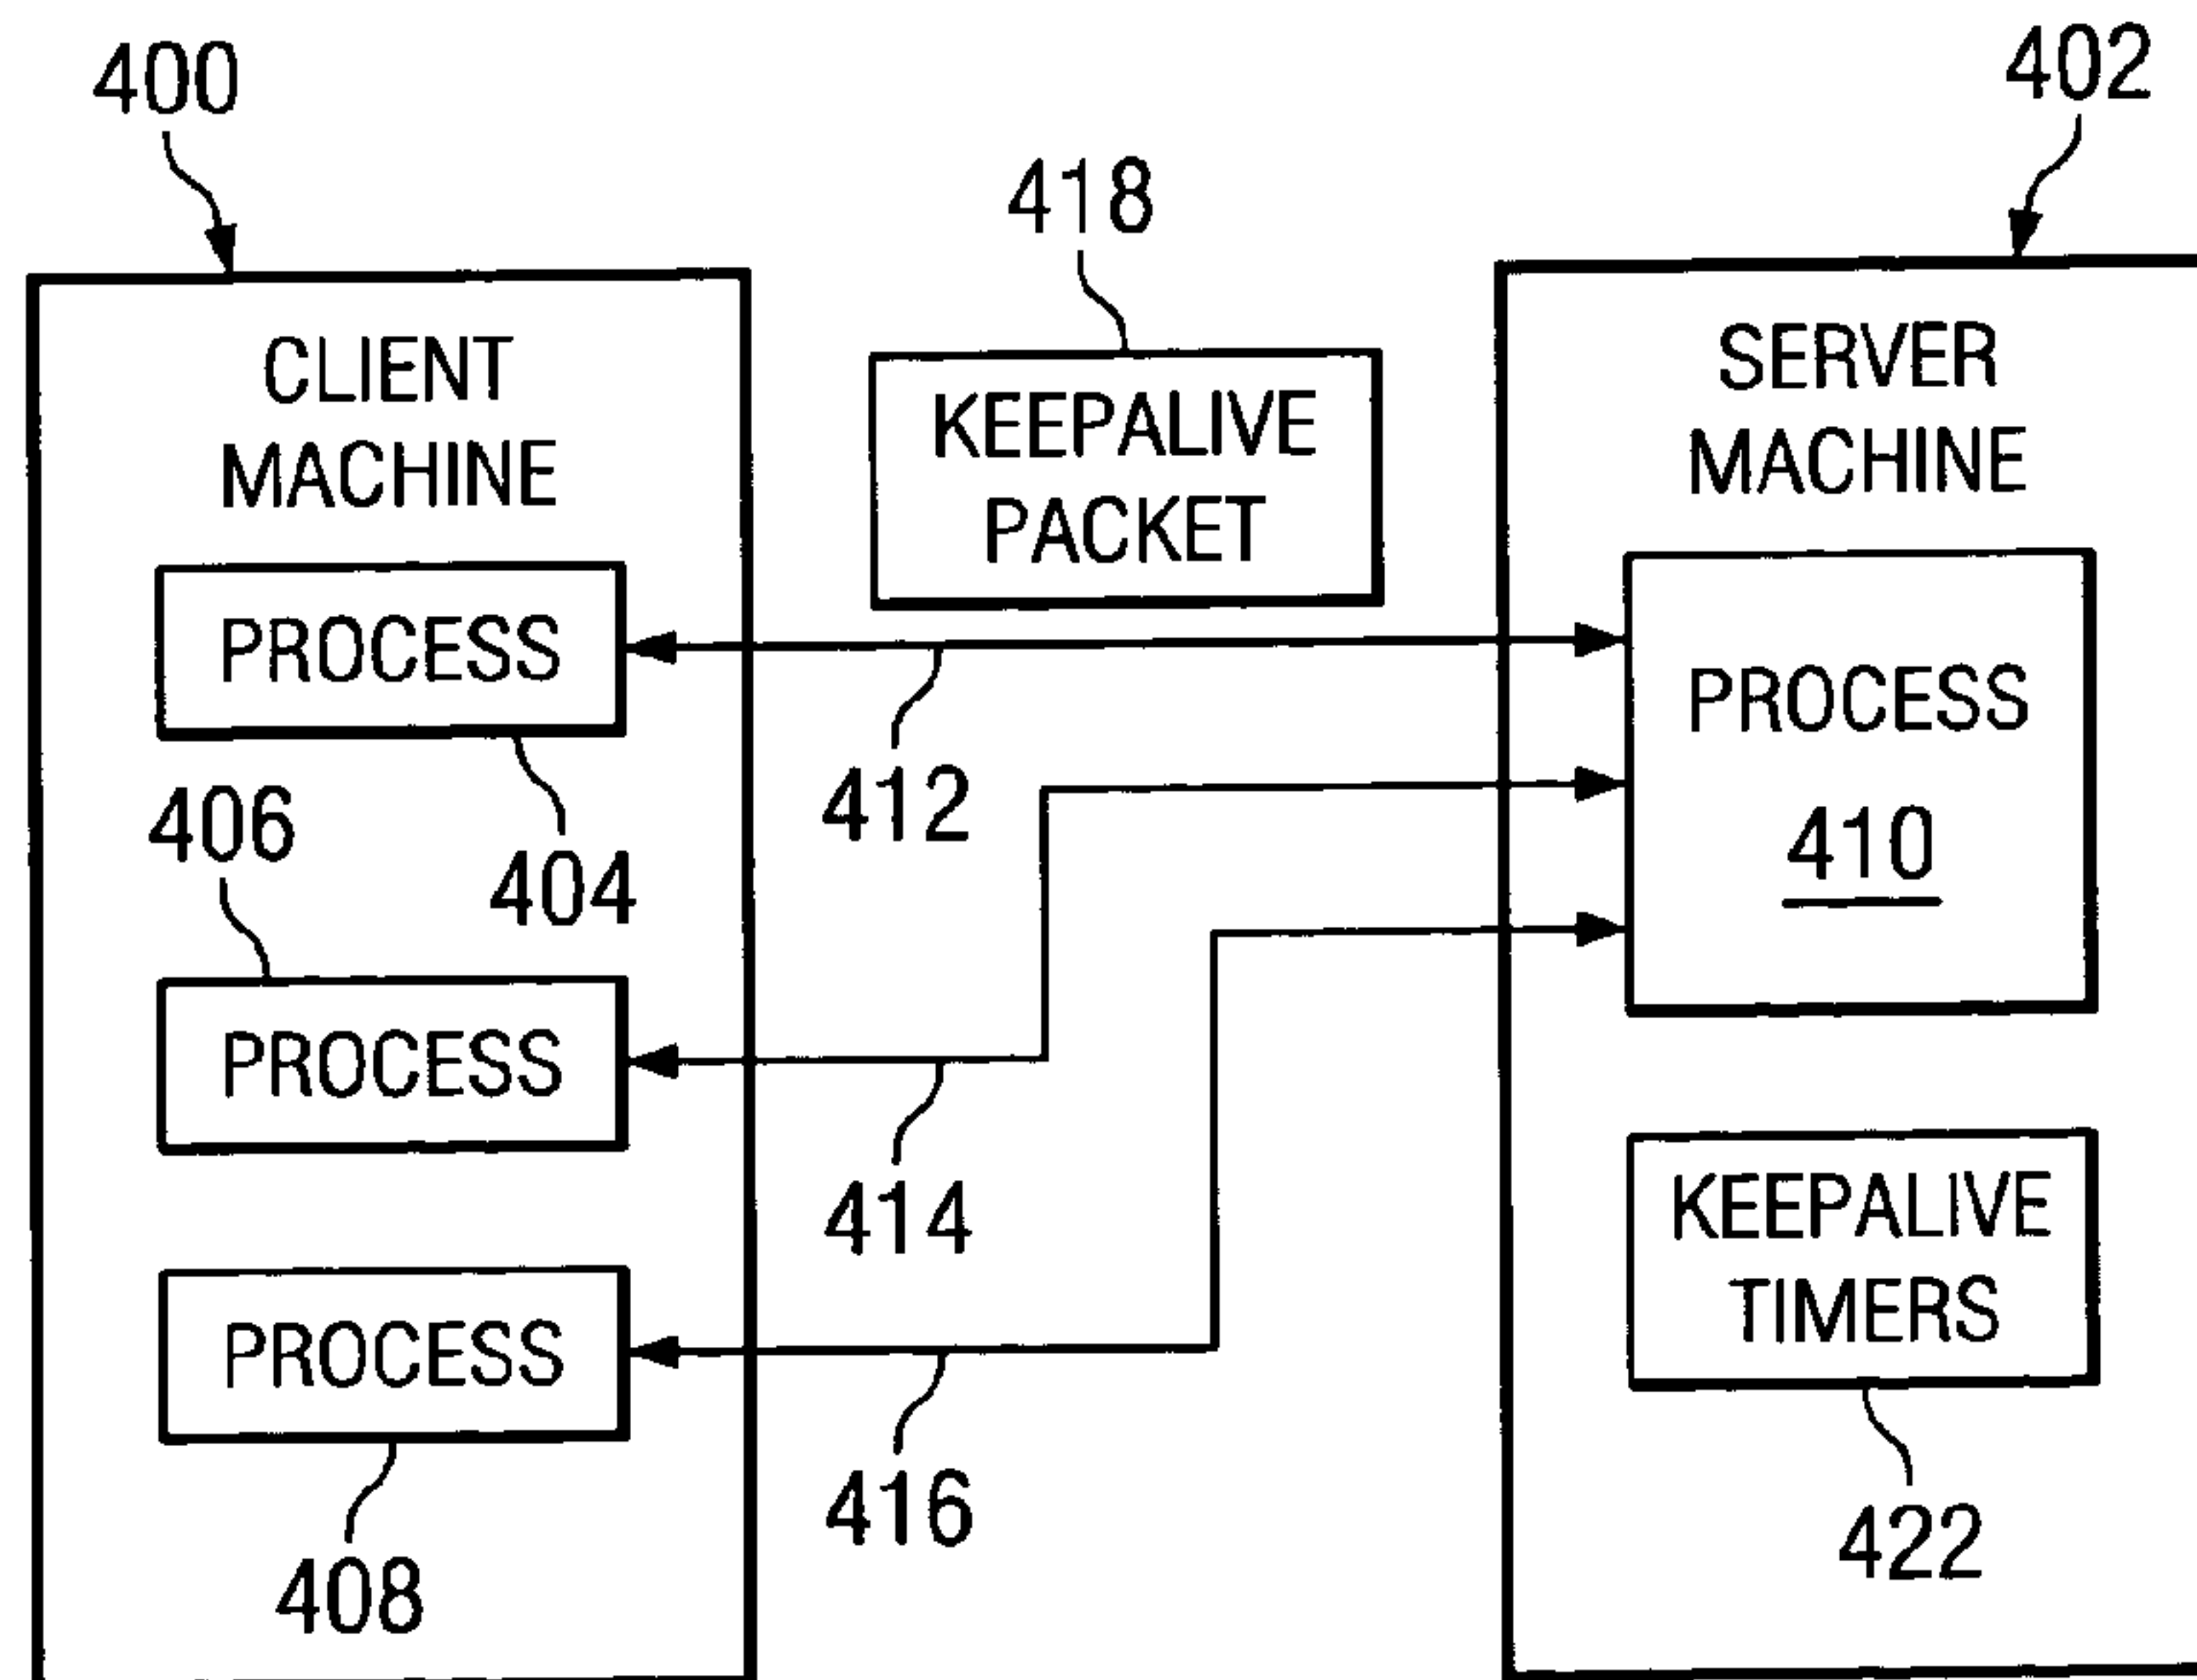 400
402
418
CLIENT
MACHINE
KEEPALIVE
PACKET
SERVER
MACHINE
PROCESS
404
412
PROCESS
410
406
PROCESS
414
KEEPALIVE
TIMERS
422
PROCESS
416
408